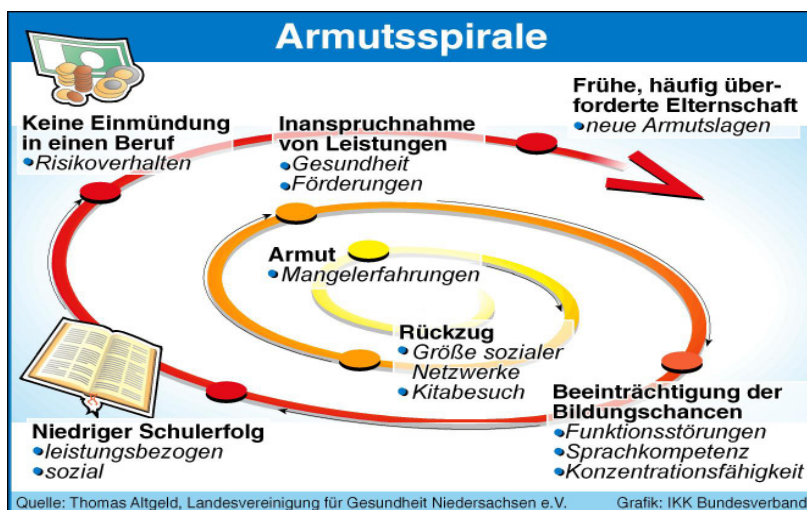 Armutsspirale
Frühe, häufig über-
forderte Elternschaft
neue Armutslagen
Keine Einmündung
in einen Beruf
Risikoverhalten
Inanspruchnahme
von Leistungen
Gesundheit
Förderungen
Armut
Mangelerfahrungen
Rückzug
Größe sozialer
Netzwerke
Kitabesuch
Beeinträchtigung der
Bildungschancen
Funktionsstörungen
Sprachkompetenz
Konzentrationsfähigkeit
Niedriger Schulerfolg
leistungsbezogen
sozial
Quelle: Thomas Altgeld, Landesvereinigung für Gesundheit Niedersachsen e.V.
Grafik: IKK Bundesverband